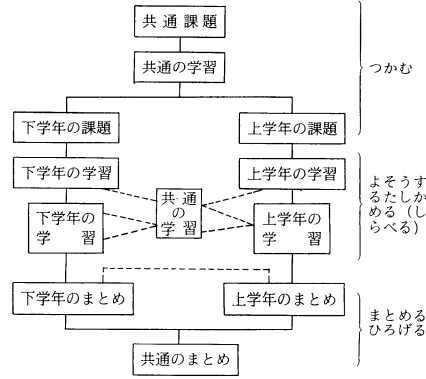 共通課題
共通の学習
つかむ
下学年の課題
上学年の課題
下学年の学習
上学年の学習
共通
の
学習
下学年の
学習
上学年の
学習
よそうす
るたしか
める（し
らべる）
下学年のまとめ
上学年のまとめ
まとめる
ひろげる
共通のまとめ